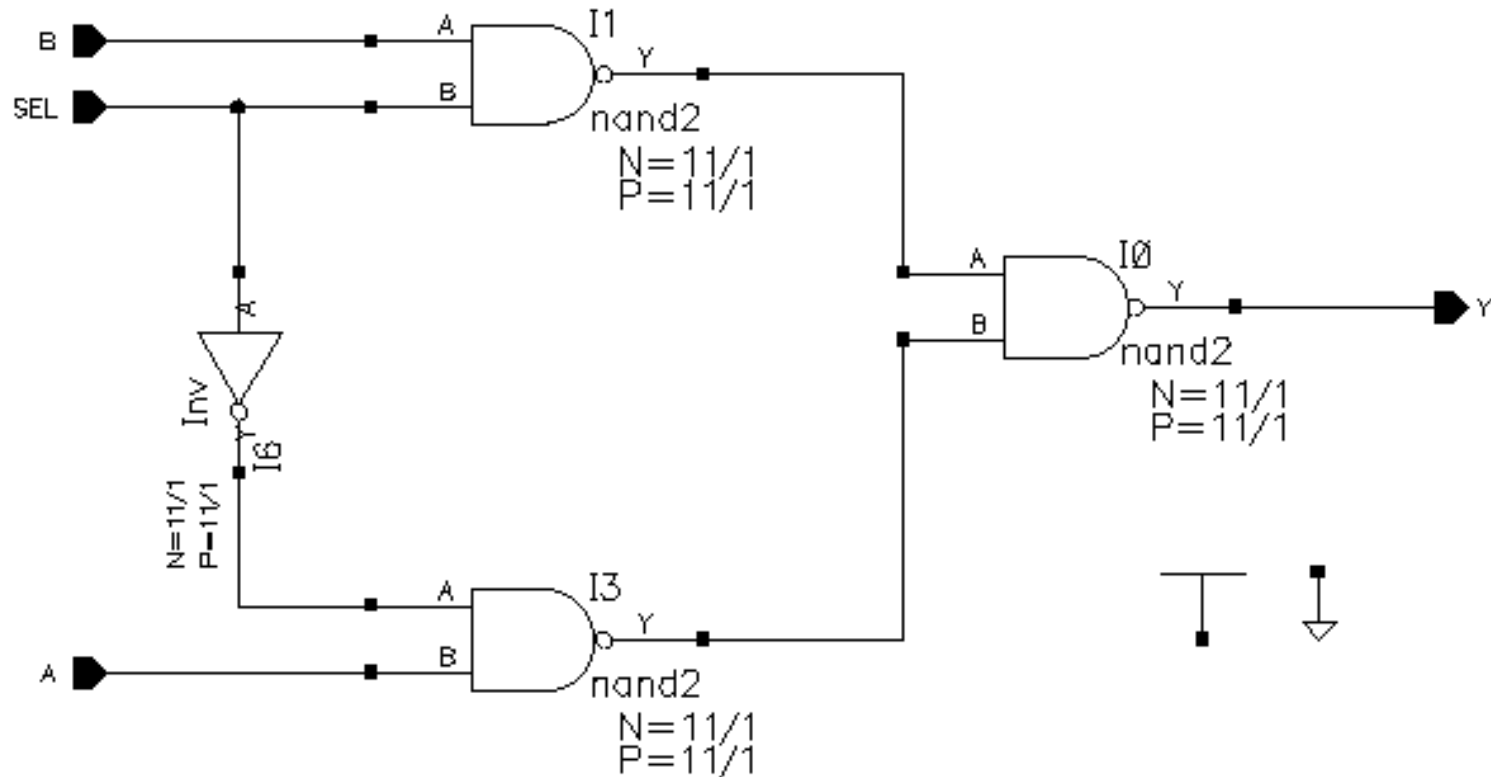 B
A
I1
Y
SEL
B
nand2
N=11/1
P=11/1
A
I0
Y
Y
B
nand2
N=11/1
P=11/1
A
Inv
Y
I6
N=11/1
P=11/1
A
I3
Y
A
B
nand2
N=11/1
P=11/1